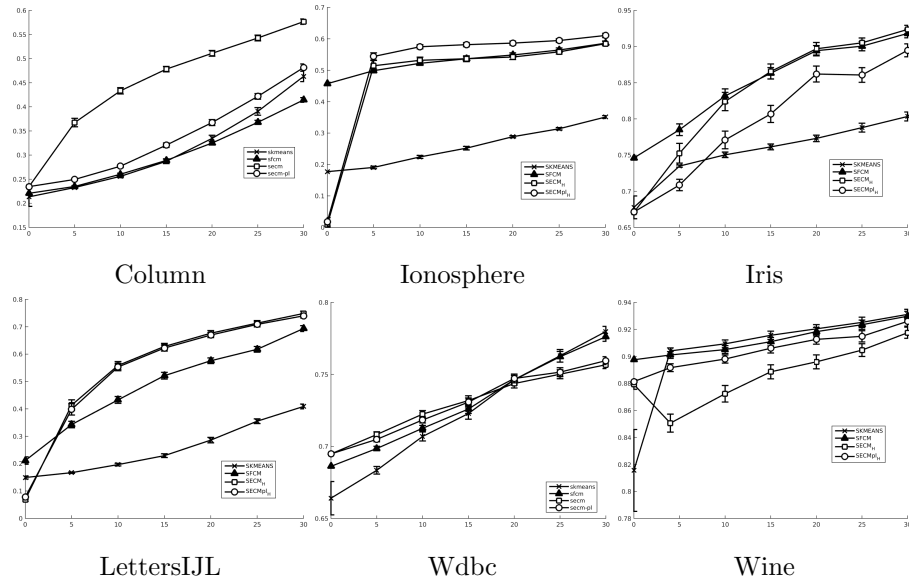 0.6
0.55
0.5
0.45
0.4
0.35
0.3
0.25
0.2
0.15
0 5 10 15 20 25 30
skmeans
sfcm
secm
secm-pl
Column
0.7
0.6
0.5
0.4
0.3
0.2
0.1
0
0 5 10 15 20 25 30
SKMEANS
SFCM
SECM_H
SECMpl_H
Ionosphere
0.95
0.9
0.85
0.8
0.75
0.7
0.65
0 5 10 15 20 25 30
SKMEANS
SFCM
SECM_H
SECMpl_H
Iris
0.8
0.7
0.6
0.5
0.4
0.3
0.2
0.1
0
0 5 10 15 20 25 30
SKMEANS
SFCM
SECM_H
SECMpl_H
LettersIJL
0.8
0.75
0.7
0.65
0 5 10 15 20 25 30
skmeans
sfcm
secm
secm-pl
Wdbc
0.94
0.92
0.9
0.88
0.86
0.84
0.82
0.8
0.78
0 5 10 15 20 25 30
SKMEANS
SFCM
SECM_H
SECMpl_H
Wine